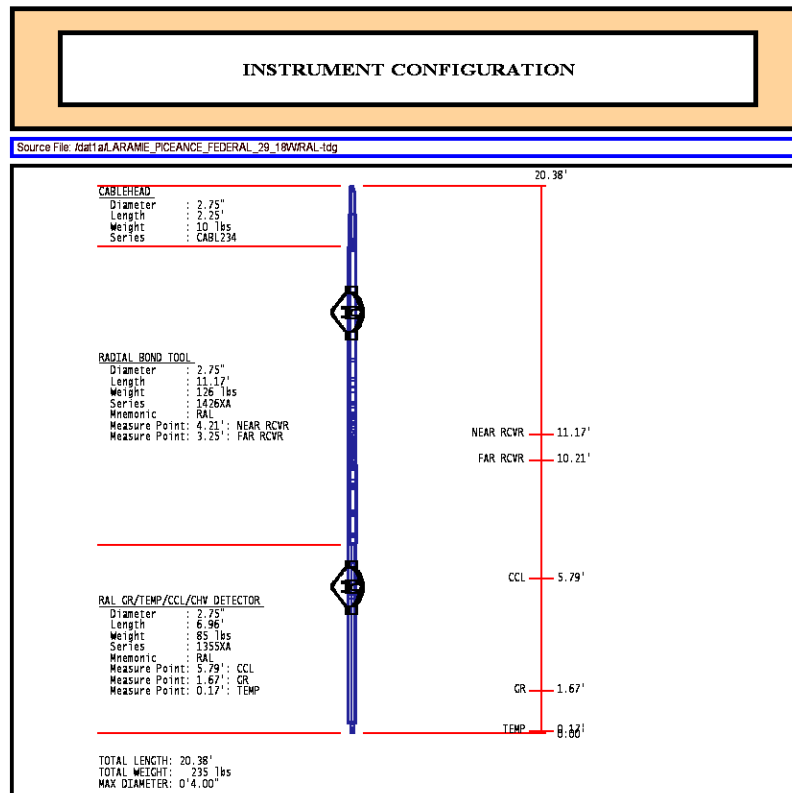 INSTRUMENT CONFIGURATION
Source File: /dat1a/LARAMIE_PICEANCE_FEDERAL_29_18W/RAL-tdg
20.38'
CABLEHEAD
Diameter : 2.75"
Length : 2.25'
Weight : 10 lbs
Series : CABL234
RADIAL BOND TOOL
Diameter : 2.75"
Length : 11.17'
Weight : 126 lbs
Series : 1426XA
Mnemonic : RAL
Measure Point: 4.21': NEAR RCVR
Measure Point: 3.25': FAR RCVR
NEAR RCVR 11.17'
FAR RCVR 10.21'
CCL 5.79'
RAL GR/TEMP/CCL/CHV DETECTOR
Diameter : 2.75"
Length : 6.96'
Weight : 85 lbs
Series : 1355XA
Mnemonic : RAL
Measure Point: 5.79': CCL
Measure Point: 1.67': GR
Measure Point: 0.17': TEMP
GR 1.67'
TEMP 0.17'
0.00'
TOTAL LENGTH: 20.38'
TOTAL WEIGHT: 235 lbs
MAX DIAMETER: 0'4.00"